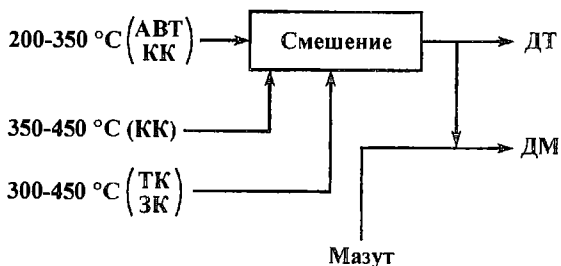 200-350 °C (АВТ КК) Смешение ДТ
350-450 °C (КК) ДМ
300-450 °C (ТК ЗК)
Мазут